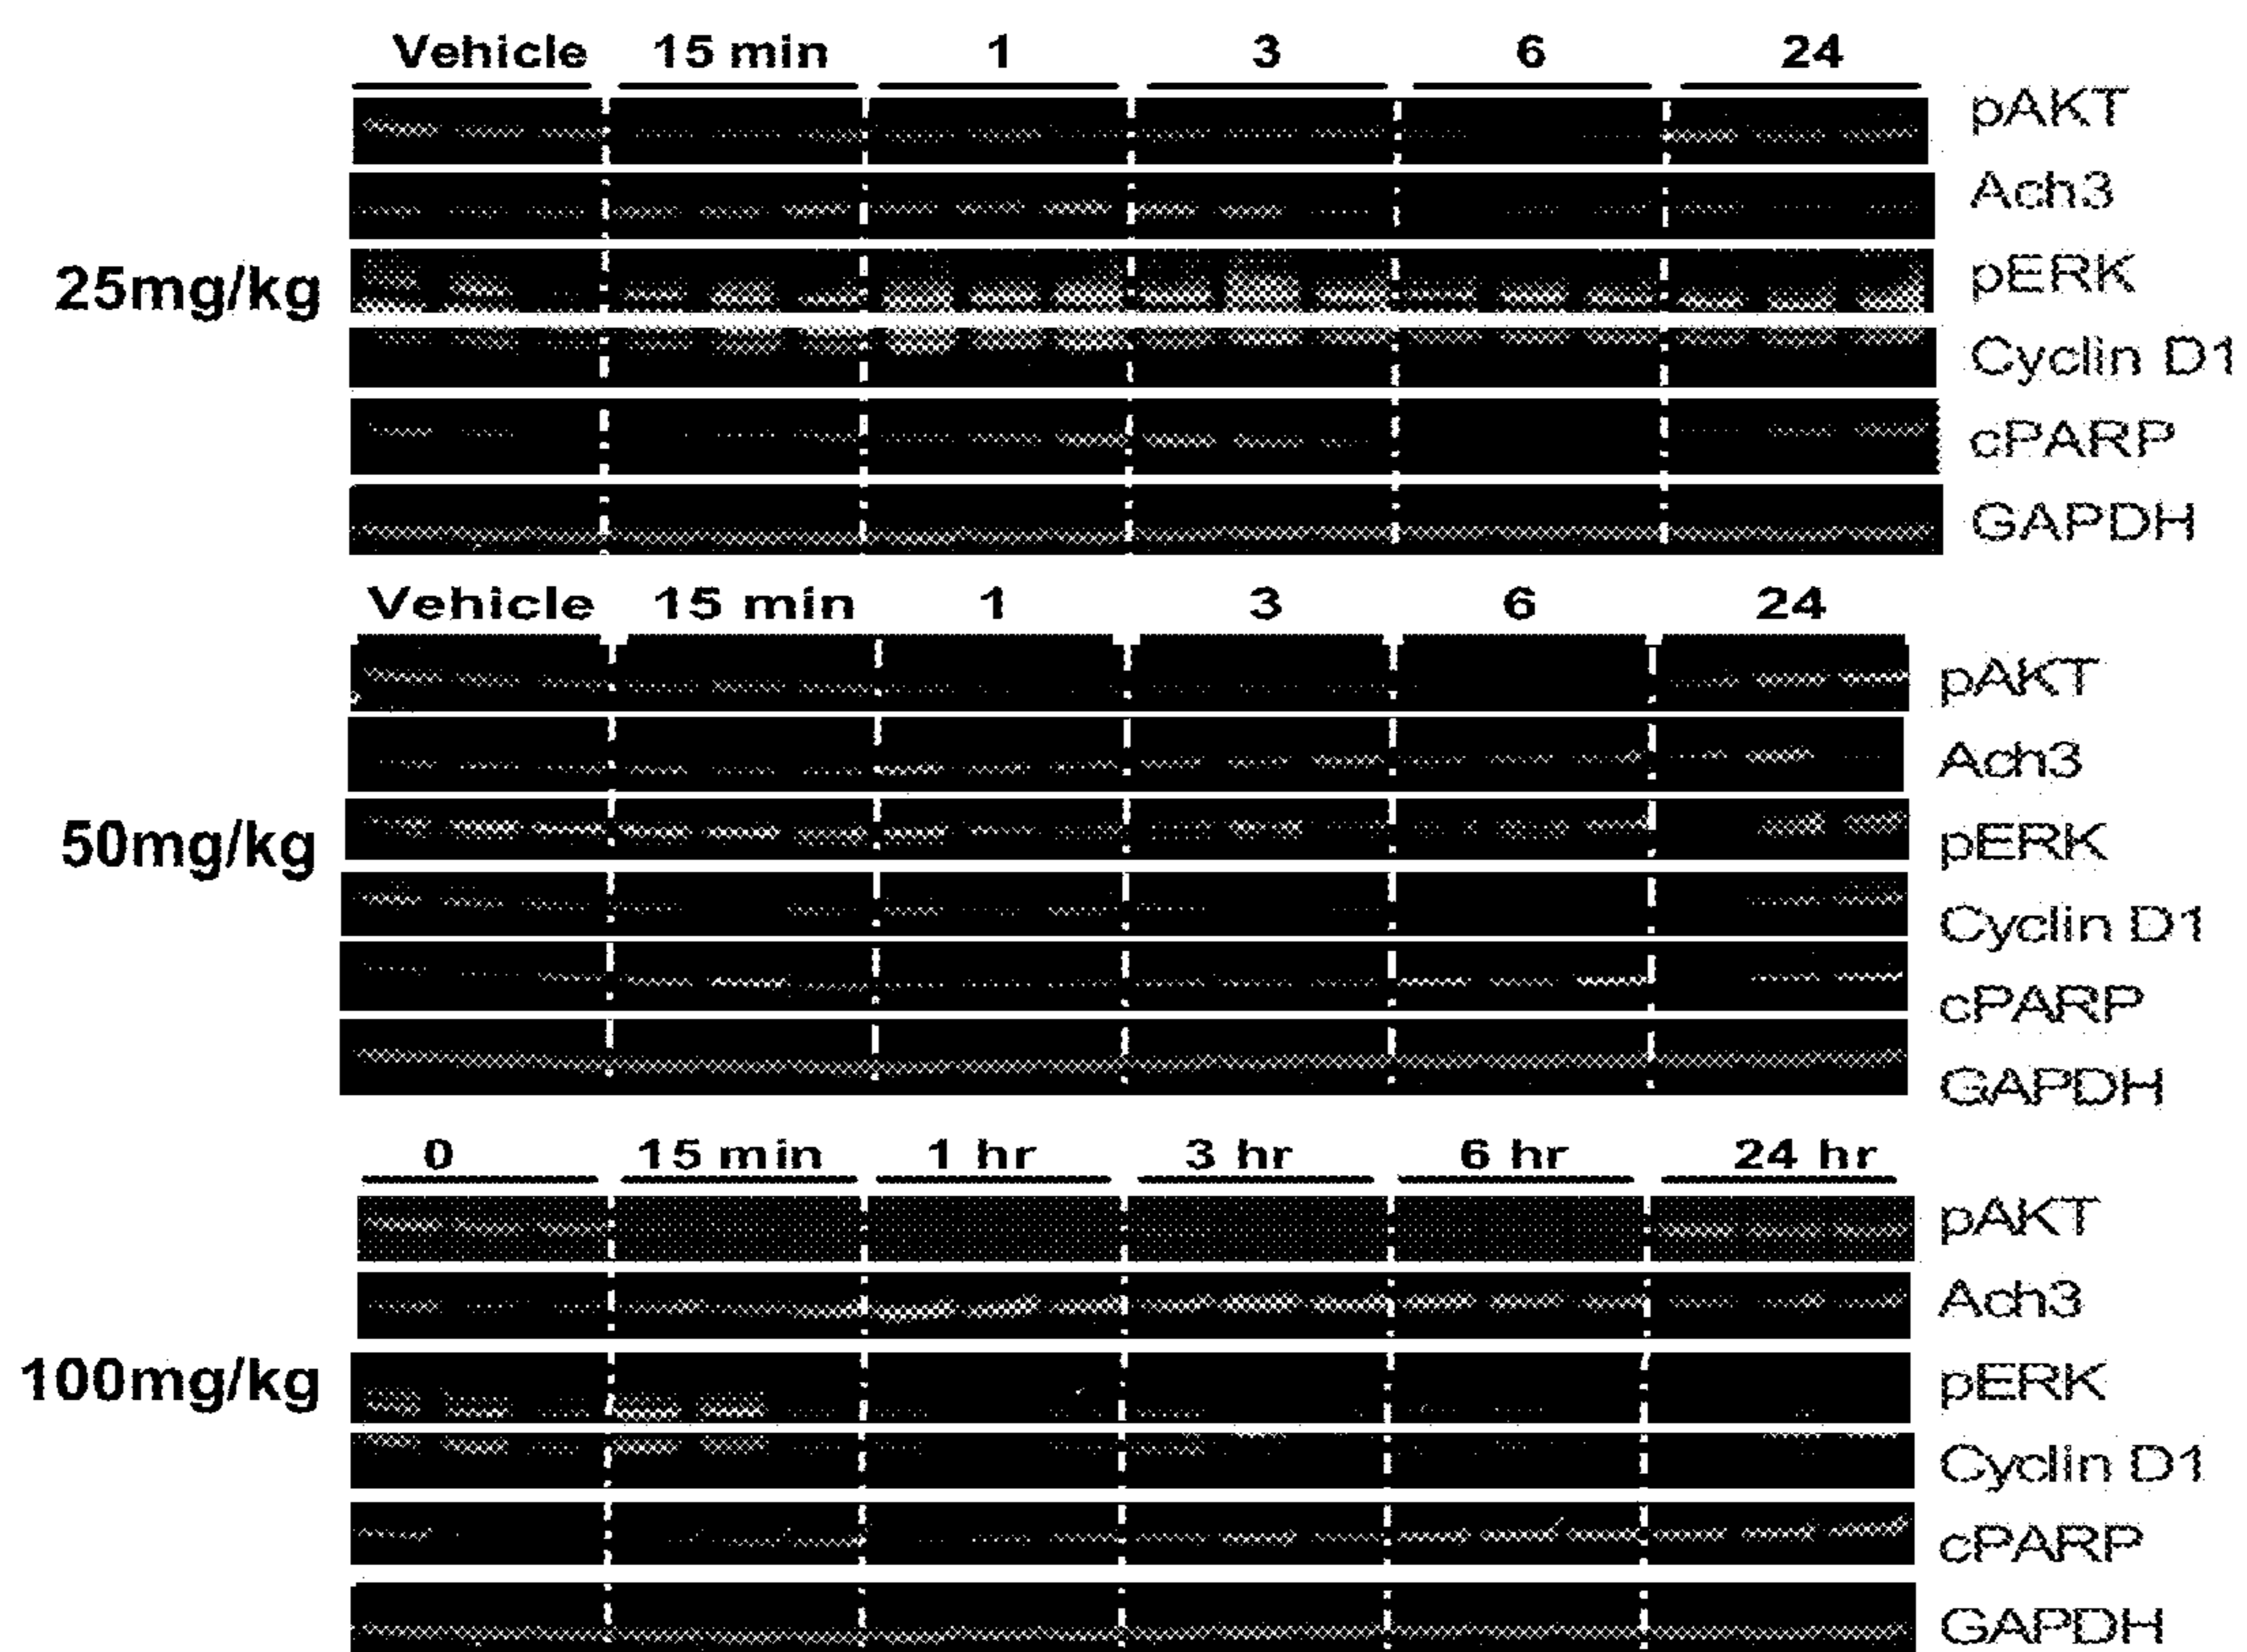 Vehicle 15 min 1 3 6 24
pAKT
Ach3
25mg/kg
pERK
Cyclin D1
cPARP
GAPDH
Vehicle 15 min 1 3 6 24
pAKT
Ach3
50mg/kg
pERK
Cyclin D1
cPARP
GAPDH
0 15 min 1 hr 3 hr 6 hr 24 hr
pAKT
Ach3
100mg/kg
pERK
Cyclin D1
cPARP
GAPDH